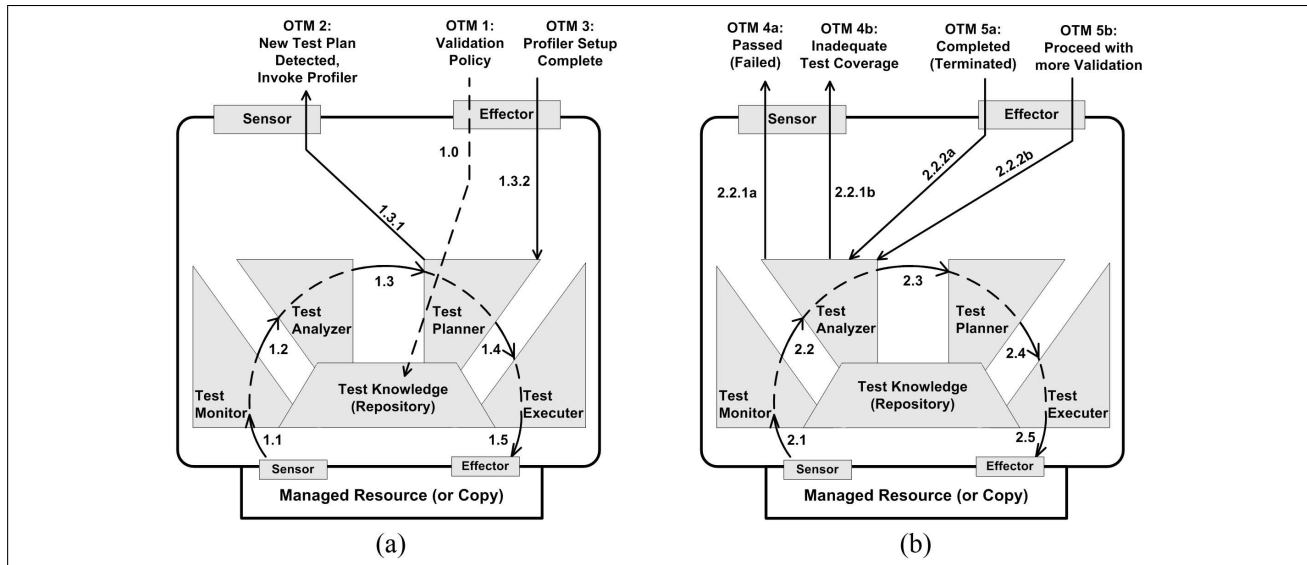 OTM 2:
New Test Plan
Detected,
Invoke Profiler
OTM 1:
Validation
Policy
OTM 3:
Profiler Setup
Complete
Sensor
Effector
1.0
1.3.2
1.3.1
1.3
Test
Analyzer
Test
Planner
1.2
1.4
Test Knowledge
(Repository)
Test
Monitor
Test
Executer
1.1
1.5
Sensor
Effector
Managed Resource (or Copy)
(a)
OTM 4a:
Passed
(Failed)
OTM 4b:
Inadequate
Test Coverage
OTM 5a:
Completed
(Terminated)
OTM 5b:
Proceed with
more Validation
Sensor
Effector
2.2.1a
2.2.1b
2.2.2a
2.2.2b
2.3
Test
Analyzer
Test
Planner
2.2
2.4
Test Knowledge
(Repository)
Test
Monitor
Test
Executer
2.1
2.5
Sensor
Effector
Managed Resource (or Copy)
(b)